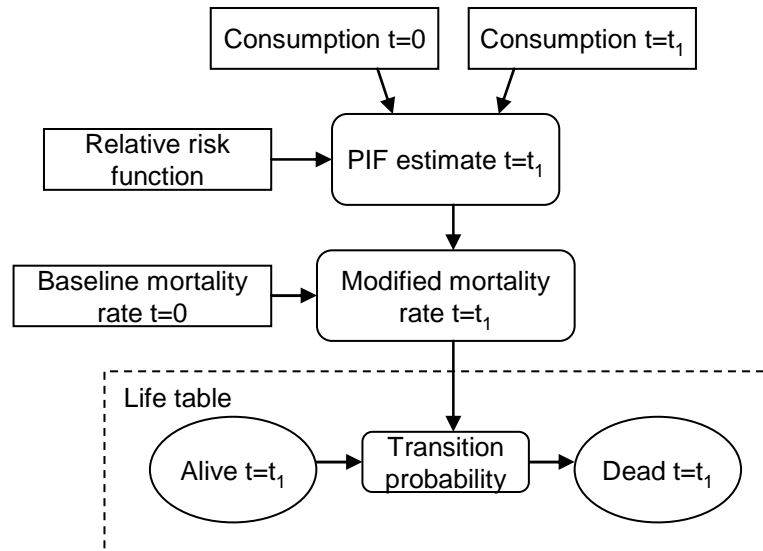 Consumption t=0
Consumption t=t₁
Relative risk
function
PIF estimate t=t₁
Baseline mortality
rate t=0
Modified mortality
rate t=t₁
Life table
Alive t=t₁
Transition
probability
Dead t=t₁